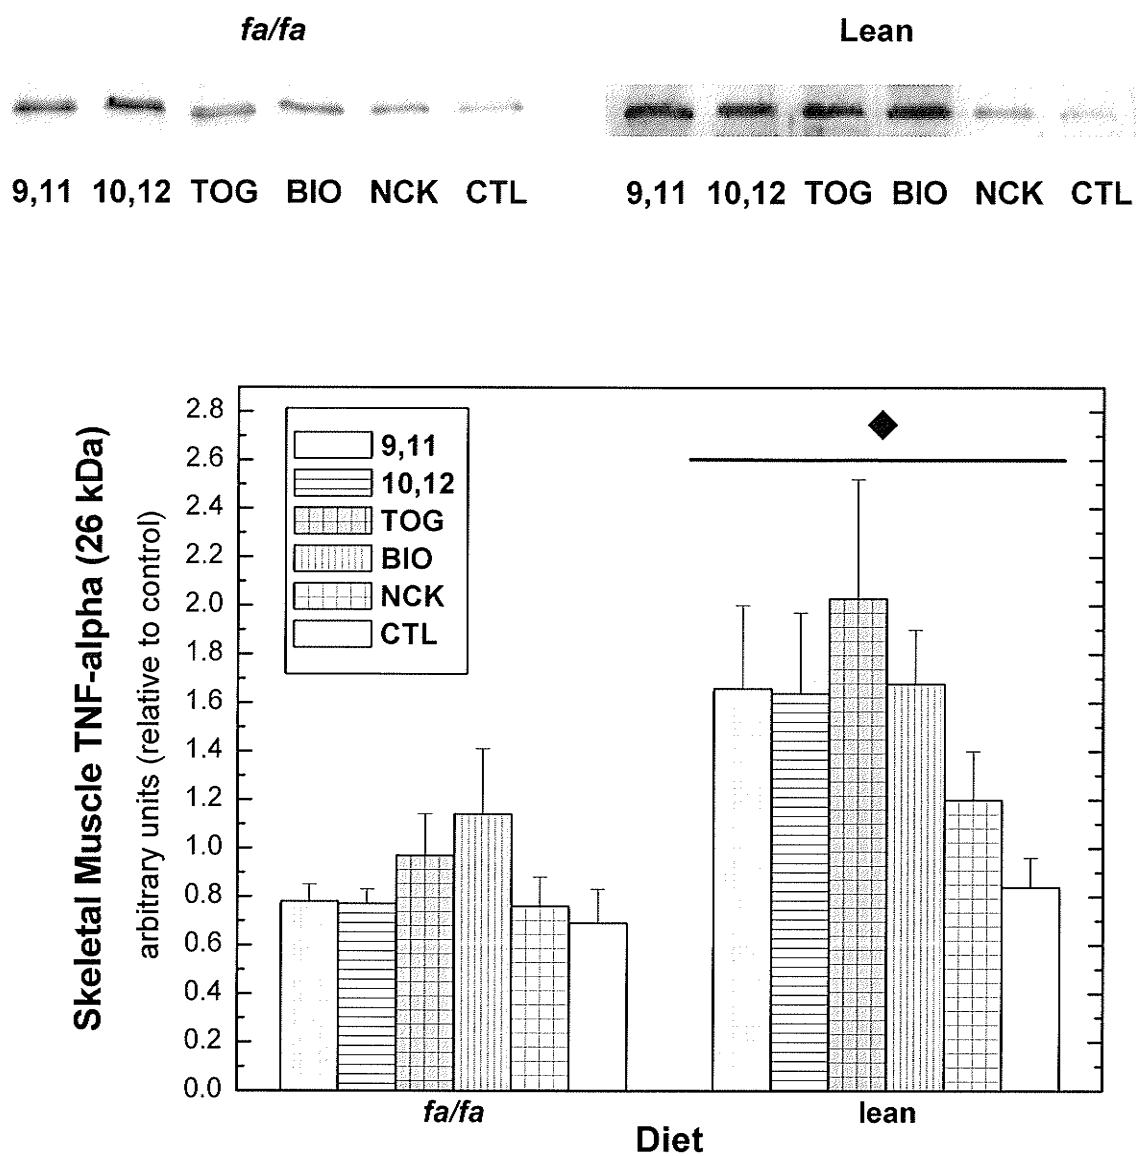 fa/fa Lean
9,11 10,12 TOG BIO NCK CTL 9,11 10,12 TOG BIO NCK CTL
Skeletal Muscle TNF-alpha (26 kDa)
arbitrary units (relative to control)
2.8
2.6
2.4
2.2
2.0
1.8
1.6
1.4
1.2
1.0
0.8
0.6
0.4
0.2
0.0
9,11
10,12
TOG
BIO
NCK
CTL
fa/fa lean
Diet